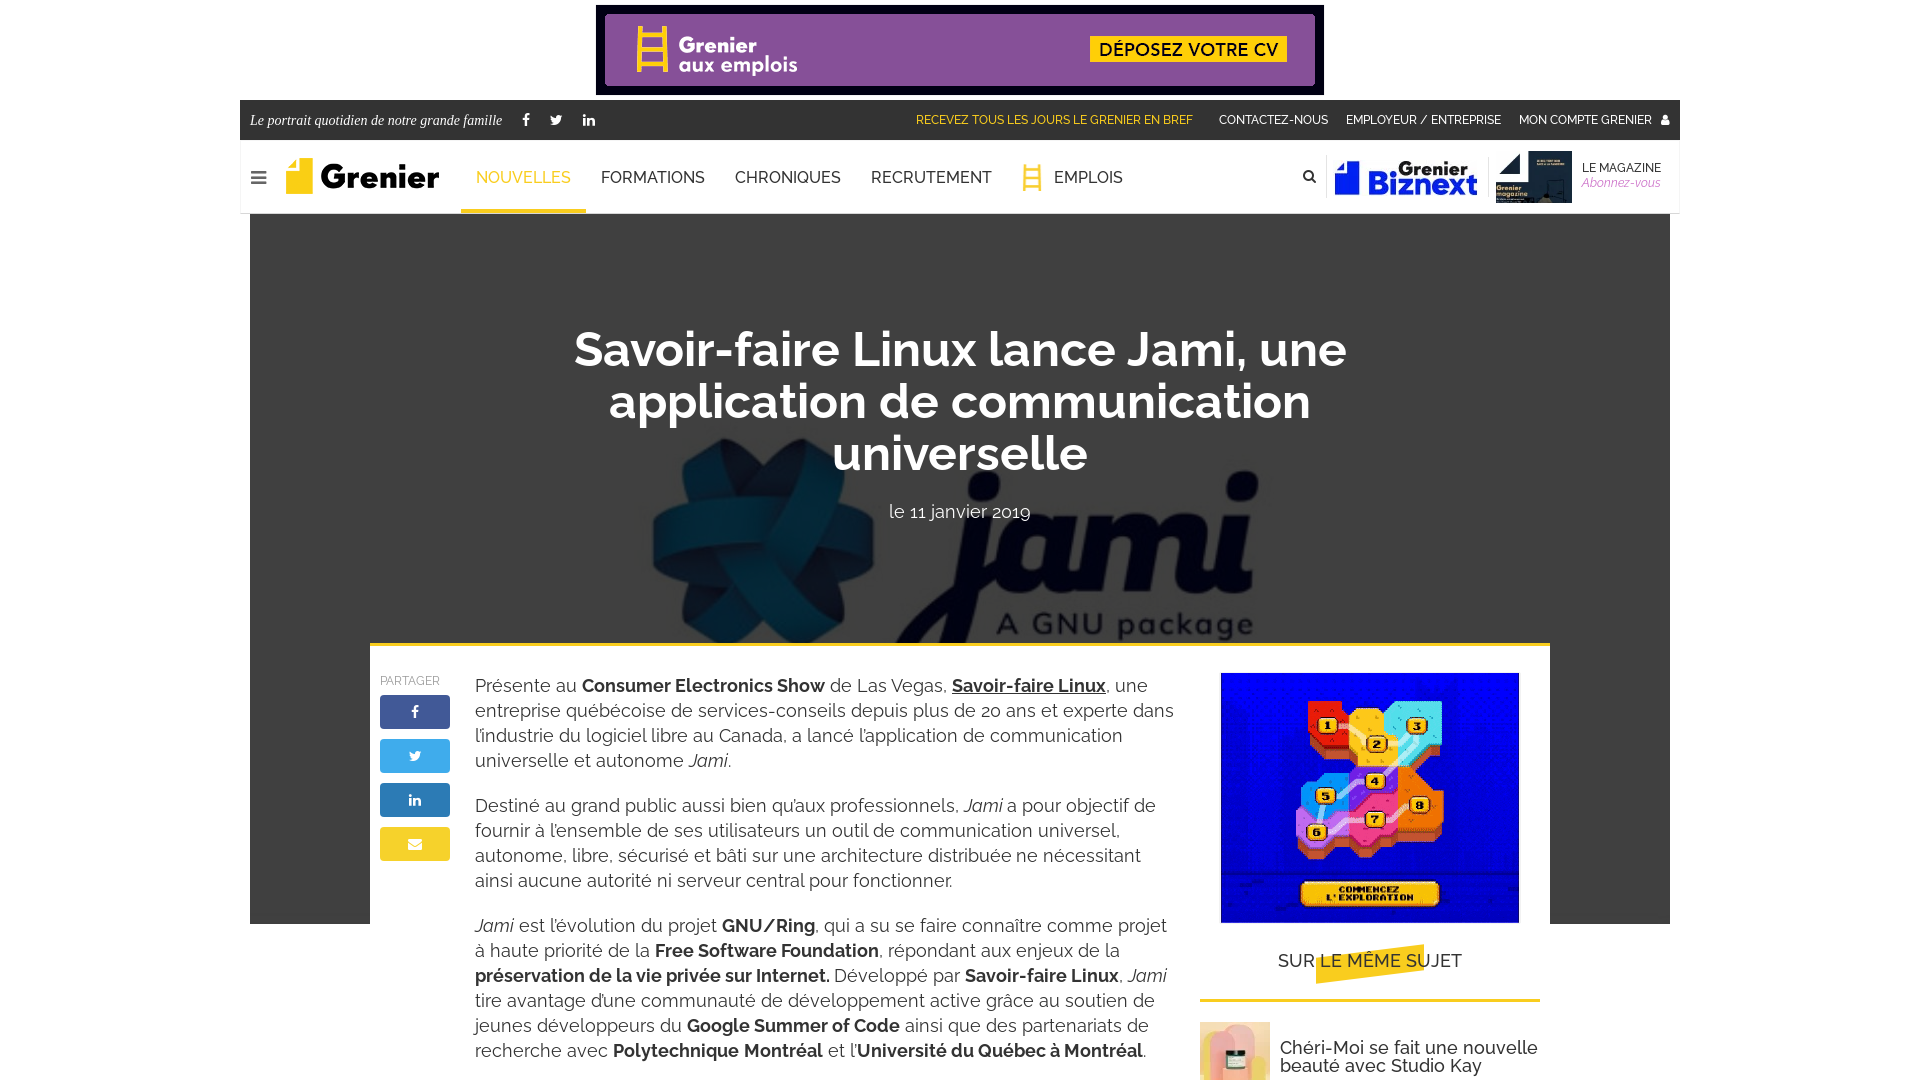 Grenier
aux emplois
DÉPOSEZ VOTRE CV
Le portrait quotidien de notre grande famille
RECEVEZ TOUS LES JOURS LE GRENIER EN BREF
CONTACTEZ-NOUS
EMPLOYEUR / ENTREPRISE
MON COMPTE GRENIER
Grenier
NOUVELLES
FORMATIONS
CHRONIQUES
RECRUTEMENT
EMPLOIS
Grenier
Biznext
Grenier
magazine
LE MAGAZINE
Abonnez-vous
Savoir-faire Linux lance Jami, une
application de communication
universelle
le 11 janvier 2019
jami
A GNU package
PARTAGER
Présente au Consumer Electronics Show de Las Vegas, Savoir-faire Linux, une
entreprise québécoise de services-conseils depuis plus de 20 ans et experte dans
l’industrie du logiciel libre au Canada, a lancé l’application de communication
universelle et autonome Jami.
Destiné au grand public aussi bien qu’aux professionnels, Jami a pour objectif de
fournir à l’ensemble de ses utilisateurs un outil de communication universel,
autonome, libre, sécurisé et bâti sur une architecture distribuée ne nécessitant
ainsi aucune autorité ni serveur central pour fonctionner.
Jami est l’évolution du projet GNU/Ring, qui a su se faire connaître comme projet
à haute priorité de la Free Software Foundation, répondant aux enjeux de la
préservation de la vie privée sur Internet. Développé par Savoir-faire Linux, Jami
tire avantage d’une communauté de développement active grâce au soutien de
jeunes développeurs du Google Summer of Code ainsi que des partenariats de
recherche avec Polytechnique Montréal et l’Université du Québec à Montréal.
1
2
3
4
5
6
7
8
COMMENCEZ
L'EXPLORATION
SUR LE MÊME SUJET
Chéri-Moi se fait une nouvelle
beauté avec Studio Kay